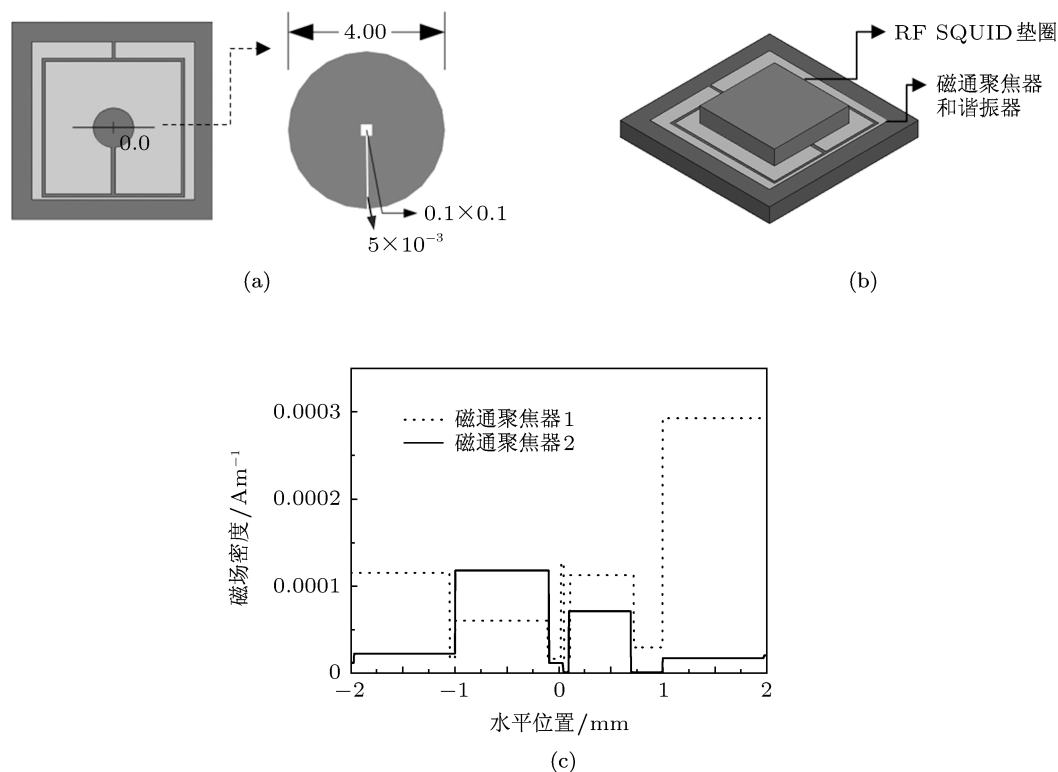 4.00
0.0
0.1×0.1
5×10⁻³
(a)
RF SQUID 垫圈
磁通聚焦器
和谐振器
(b)
磁场密度/Am⁻¹
0.0003
0.0002
0.0001
0
磁通聚焦器1
磁通聚焦器2
−2
−1
0
1
2
水平位置/mm
(c)